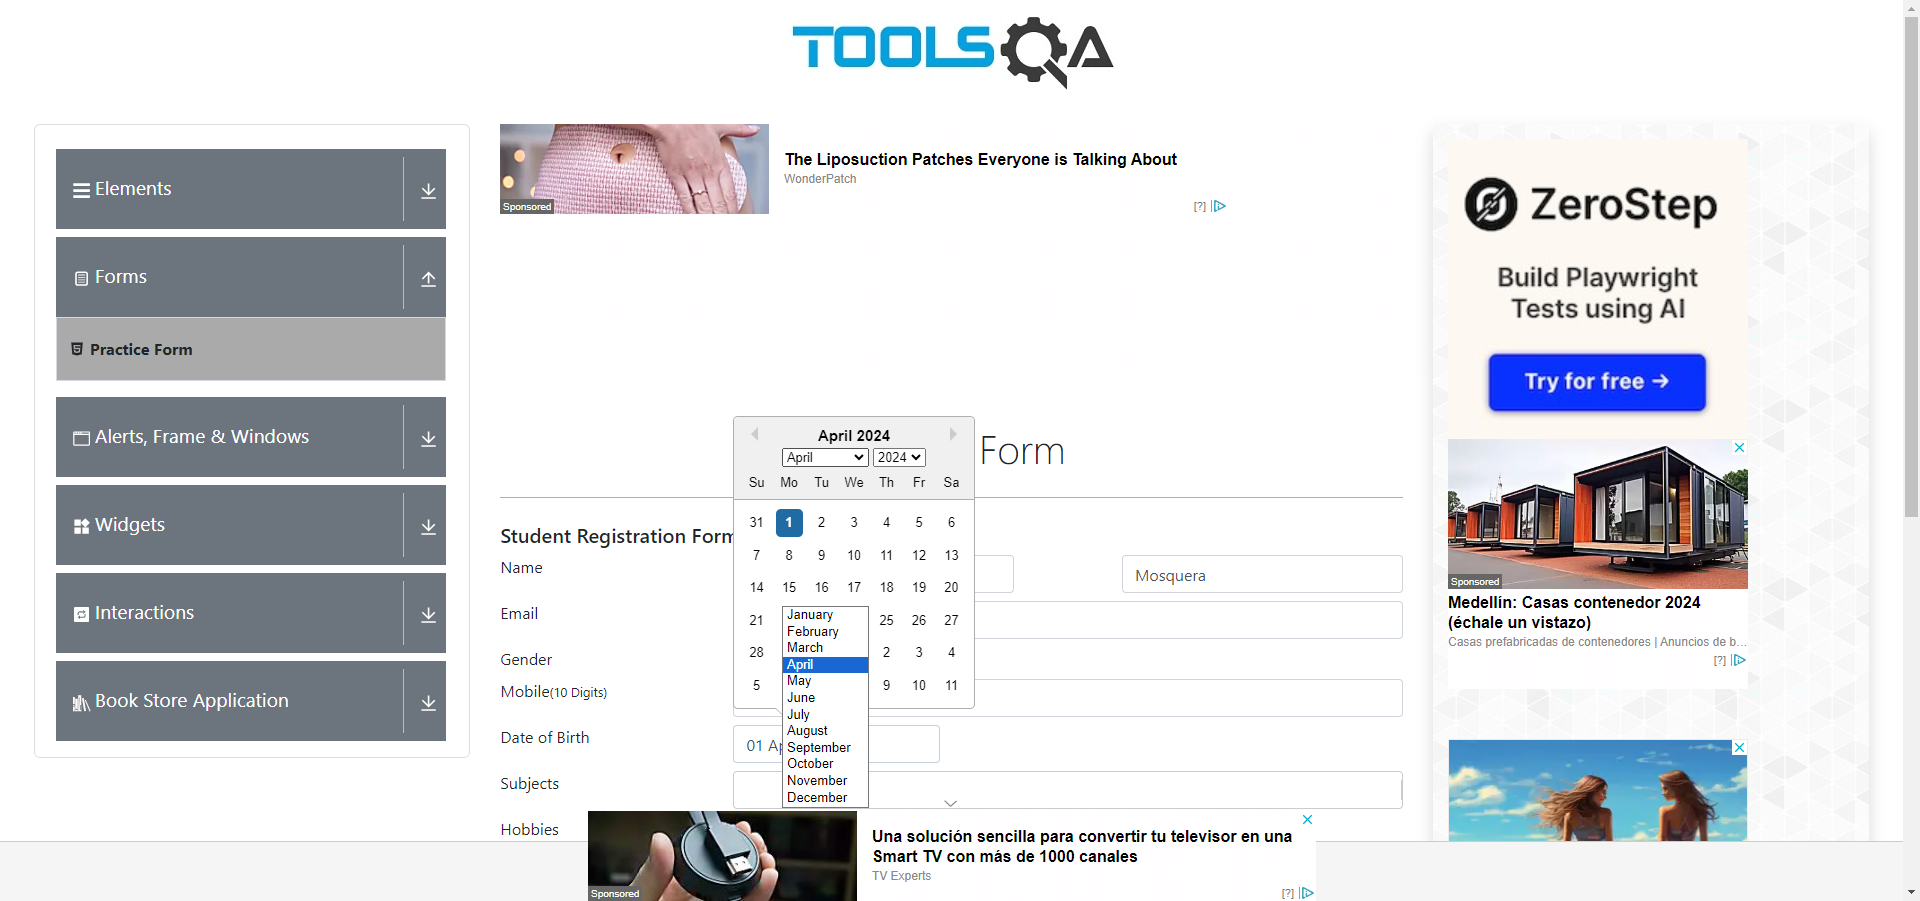 TOOLSQA
Elements
Forms
Practice Form
Alerts, Frame & Windows
Widgets
Interactions
Book Store Application
Sponsored
The Liposuction Patches Everyone is Talking About
WonderPatch
[?]
Form
April 2024
April 2024
Su Mo Tu We Th Fr Sa
31 1 2 3 4 5 6
7 8 9 10 11 12 13
14 15 16 17 18 19 20
21 25 26 27
28 2 3 4
5 9 10 11
January
February
March
April
May
June
July
August
September
October
November
December
Student Registration Form
Name
Mosquera
Email
Gender
Mobile(10 Digits)
Date of Birth
01 Ap
Subjects
Hobbies
Sponsored
Una solución sencilla para convertir tu televisor en una
Smart TV con más de 1000 canales
TV Experts
[?]
ZeroStep
Build Playwright
Tests using AI
Try for free →
Sponsored
Medellín: Casas contenedor 2024
(échale un vistazo)
Casas prefabricadas de contenedores | Anuncios de b...
[?]